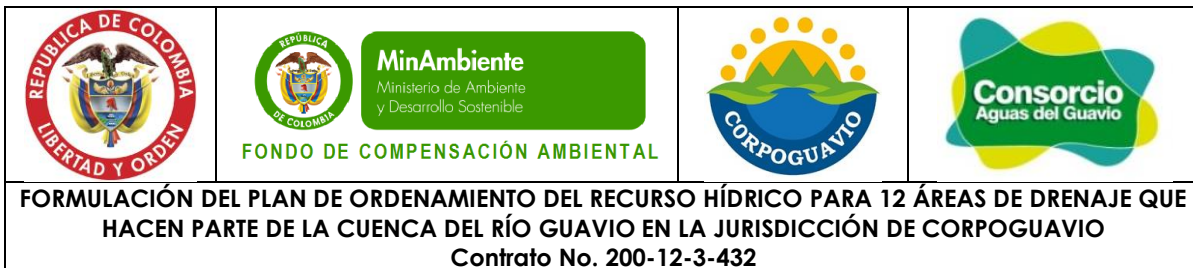 REPUBLICA DE COLOMBIA
LIBERTAD Y ORDEN
REPÚBLICA
DE COLOMBIA
MinAmbiente
Ministerio de Ambiente
y Desarrollo Sostenible
FONDO DE COMPENSACIÓN AMBIENTAL
CORPOGUAVIO
Consorcio
Aguas del Guavio
FORMULACIÓN DEL PLAN DE ORDENAMIENTO DEL RECURSO HÍDRICO PARA 12 ÁREAS DE DRENAJE QUE
HACEN PARTE DE LA CUENCA DEL RÍO GUAVIO EN LA JURISDICCIÓN DE CORPOGUAVIO
Contrato No. 200-12-3-432